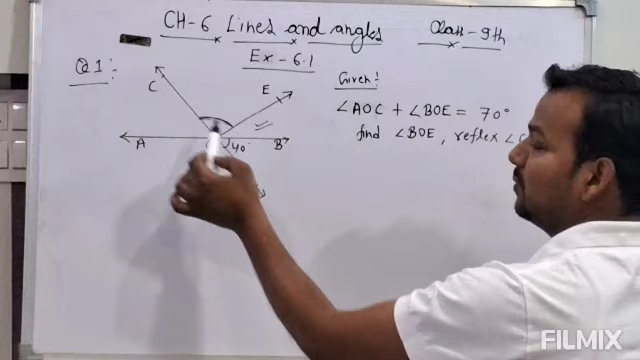 CH-6 Lines and angles Class-9th
Ex-6.1
Q1:-
Given!
∠AOC + ∠BOE = 70°
find ∠BOE, reflex ∠C
C
E
A
40°
B
FILMIX